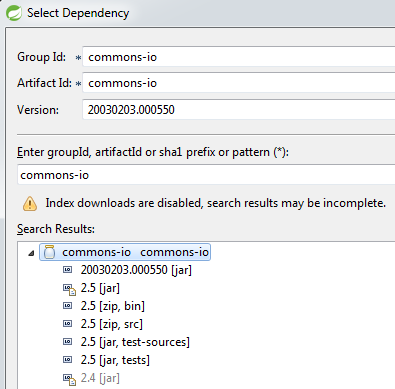 Select Dependency
Group Id: * commons-io
Artifact Id: * commons-io
Version: 20030203.000550
Enter groupId, artifactId or sha1 prefix or pattern (*):
commons-io
Index downloads are disabled, search results may be incomplete.
Search Results:
commons-io commons-io
20030203.000550 [jar]
2.5 [jar]
2.5 [zip, bin]
2.5 [zip, src]
2.5 [jar, test-sources]
2.5 [jar, tests]
2.4 [jar]